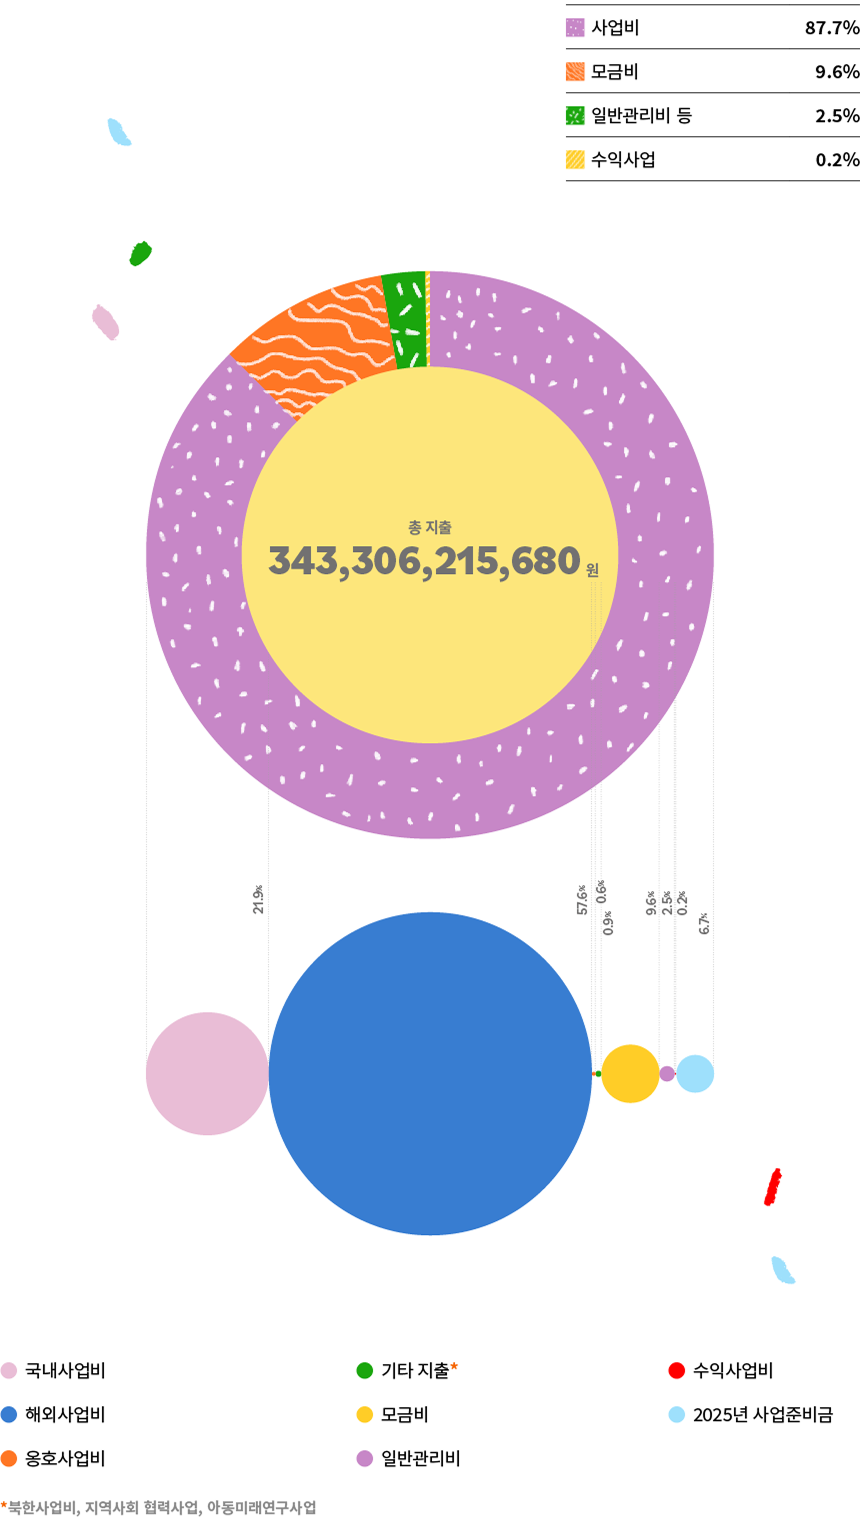 사업비 87.7%
모금비 9.6%
일반관리비 등 2.5%
수익사업 0.2%
총 지출
343,306,215,680 원
21.9%
57.6%
0.6%
0.9%
9.6%
2.5%
0.2%
6.7%
국내사업비 기타 지출* 수익사업비
해외사업비 모금비 2025년 사업준비금
옹호사업비 일반관리비
*북한사업비, 지역사회 협력사업, 아동미래연구사업